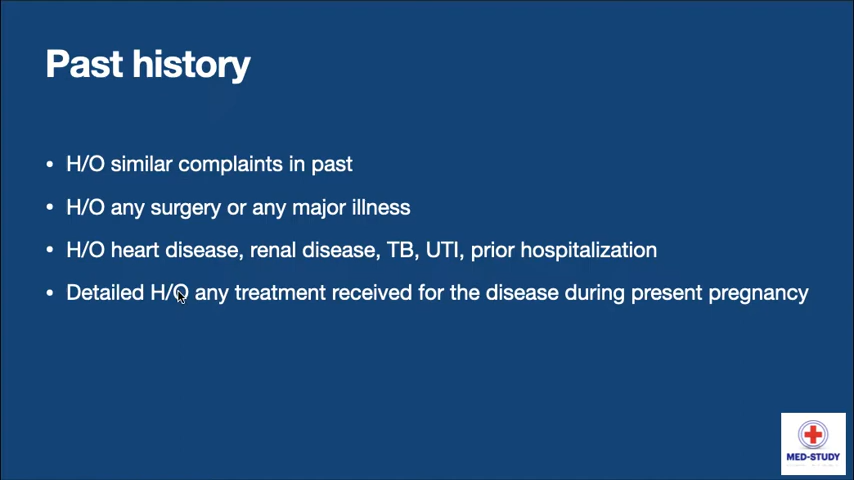 Past history
• H/O similar complaints in past
• H/O any surgery or any major illness
• H/O heart disease, renal disease, TB, UTI, prior hospitalization
• Detailed H/O any treatment received for the disease during present pregnancy
MED-STUDY